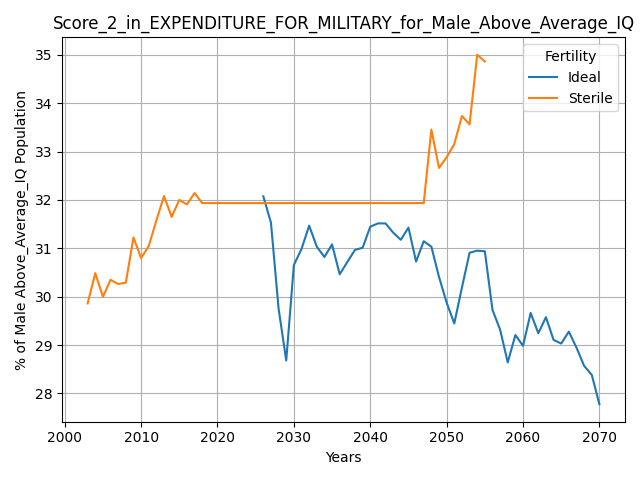 Score_2_in_EXPENDITURE_FOR_MILITARY_for_Male_Above_Average_IQ
% of Male Above_Average_IQ Population
35
34
33
32
31
30
29
28
Fertility
Ideal
Sterile
2000 2010 2020 2030 2040 2050 2060 2070
Years